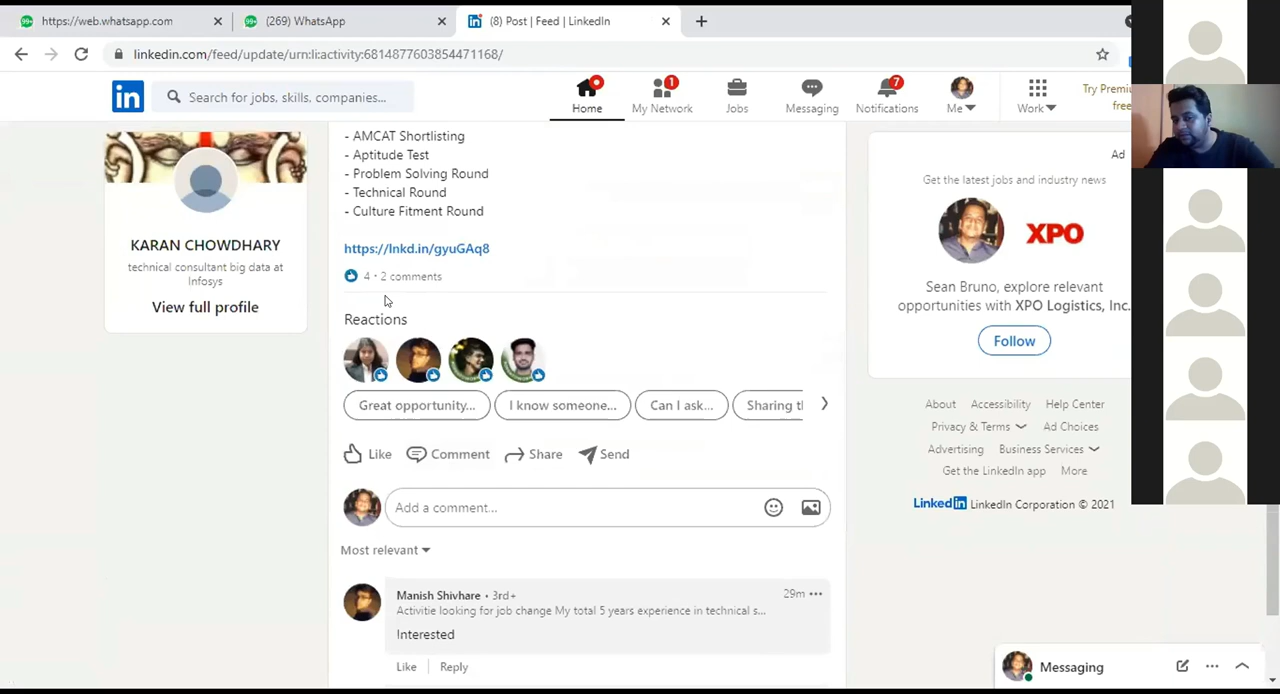 https://web.whatsapp.com
(269) WhatsApp
(8) Post | Feed | LinkedIn
linkedin.com/feed/update/urn:li:activity:6814877603854471168/
in
Search for jobs, skills, companies...
Home
1
My Network
Jobs
Messaging
7
Notifications
Me
Work
Try Premi
free
- AMCAT Shortlisting
- Aptitude Test
- Problem Solving Round
- Technical Round
- Culture Fitment Round
https://lnkd.in/gyuGAq8
4 · 2 comments
Reactions
Great opportunity...
I know someone...
Can I ask...
Sharing tl
Like
Comment
Share
Send
Add a comment...
Most relevant
Manish Shivhare • 3rd+
29m
Activitie looking for job change My total 5 years experience in technical s...
Interested
Like
Reply
KARAN CHOWDHARY
technical consultant big data at
Infosys
View full profile
Ad
Get the latest jobs and industry news
XPO
Sean Bruno, explore relevant
opportunities with XPO Logistics, Inc.
Follow
About Accessibility Help Center
Privacy & Terms Ad Choices
Advertising Business Services
Get the LinkedIn app More
LinkedIn LinkedIn Corporation © 2021
Messaging